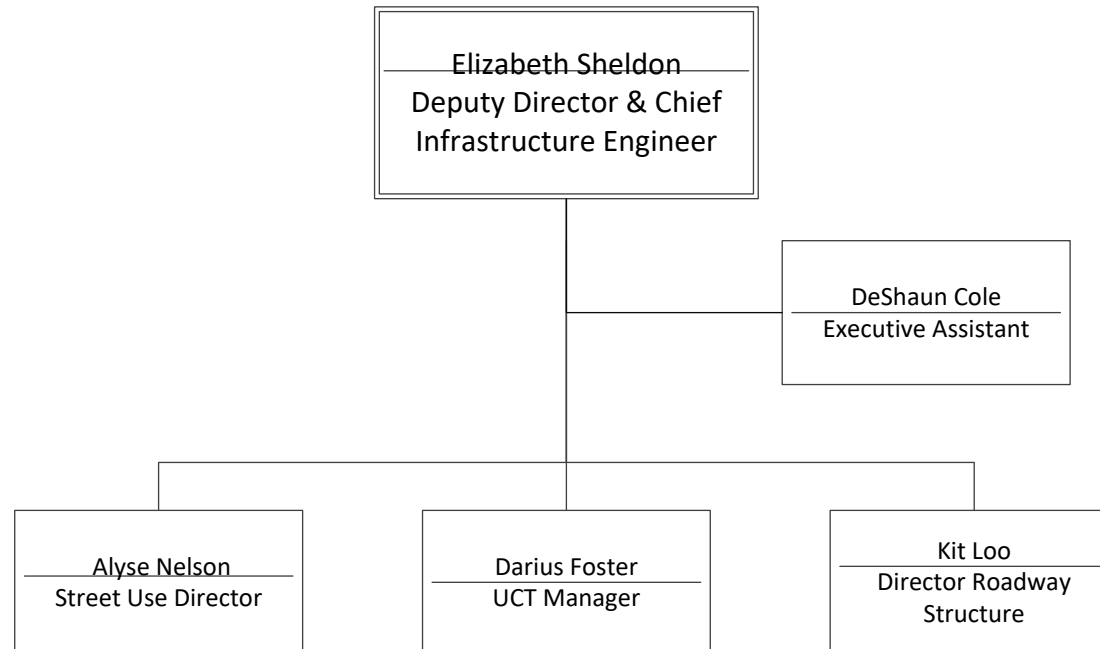 Elizabeth Sheldon
Deputy Director & Chief
Infrastructure Engineer
DeShaun Cole
Executive Assistant
Alyse Nelson
Street Use Director
Darius Foster
UCT Manager
Kit Loo
Director Roadway
Structure